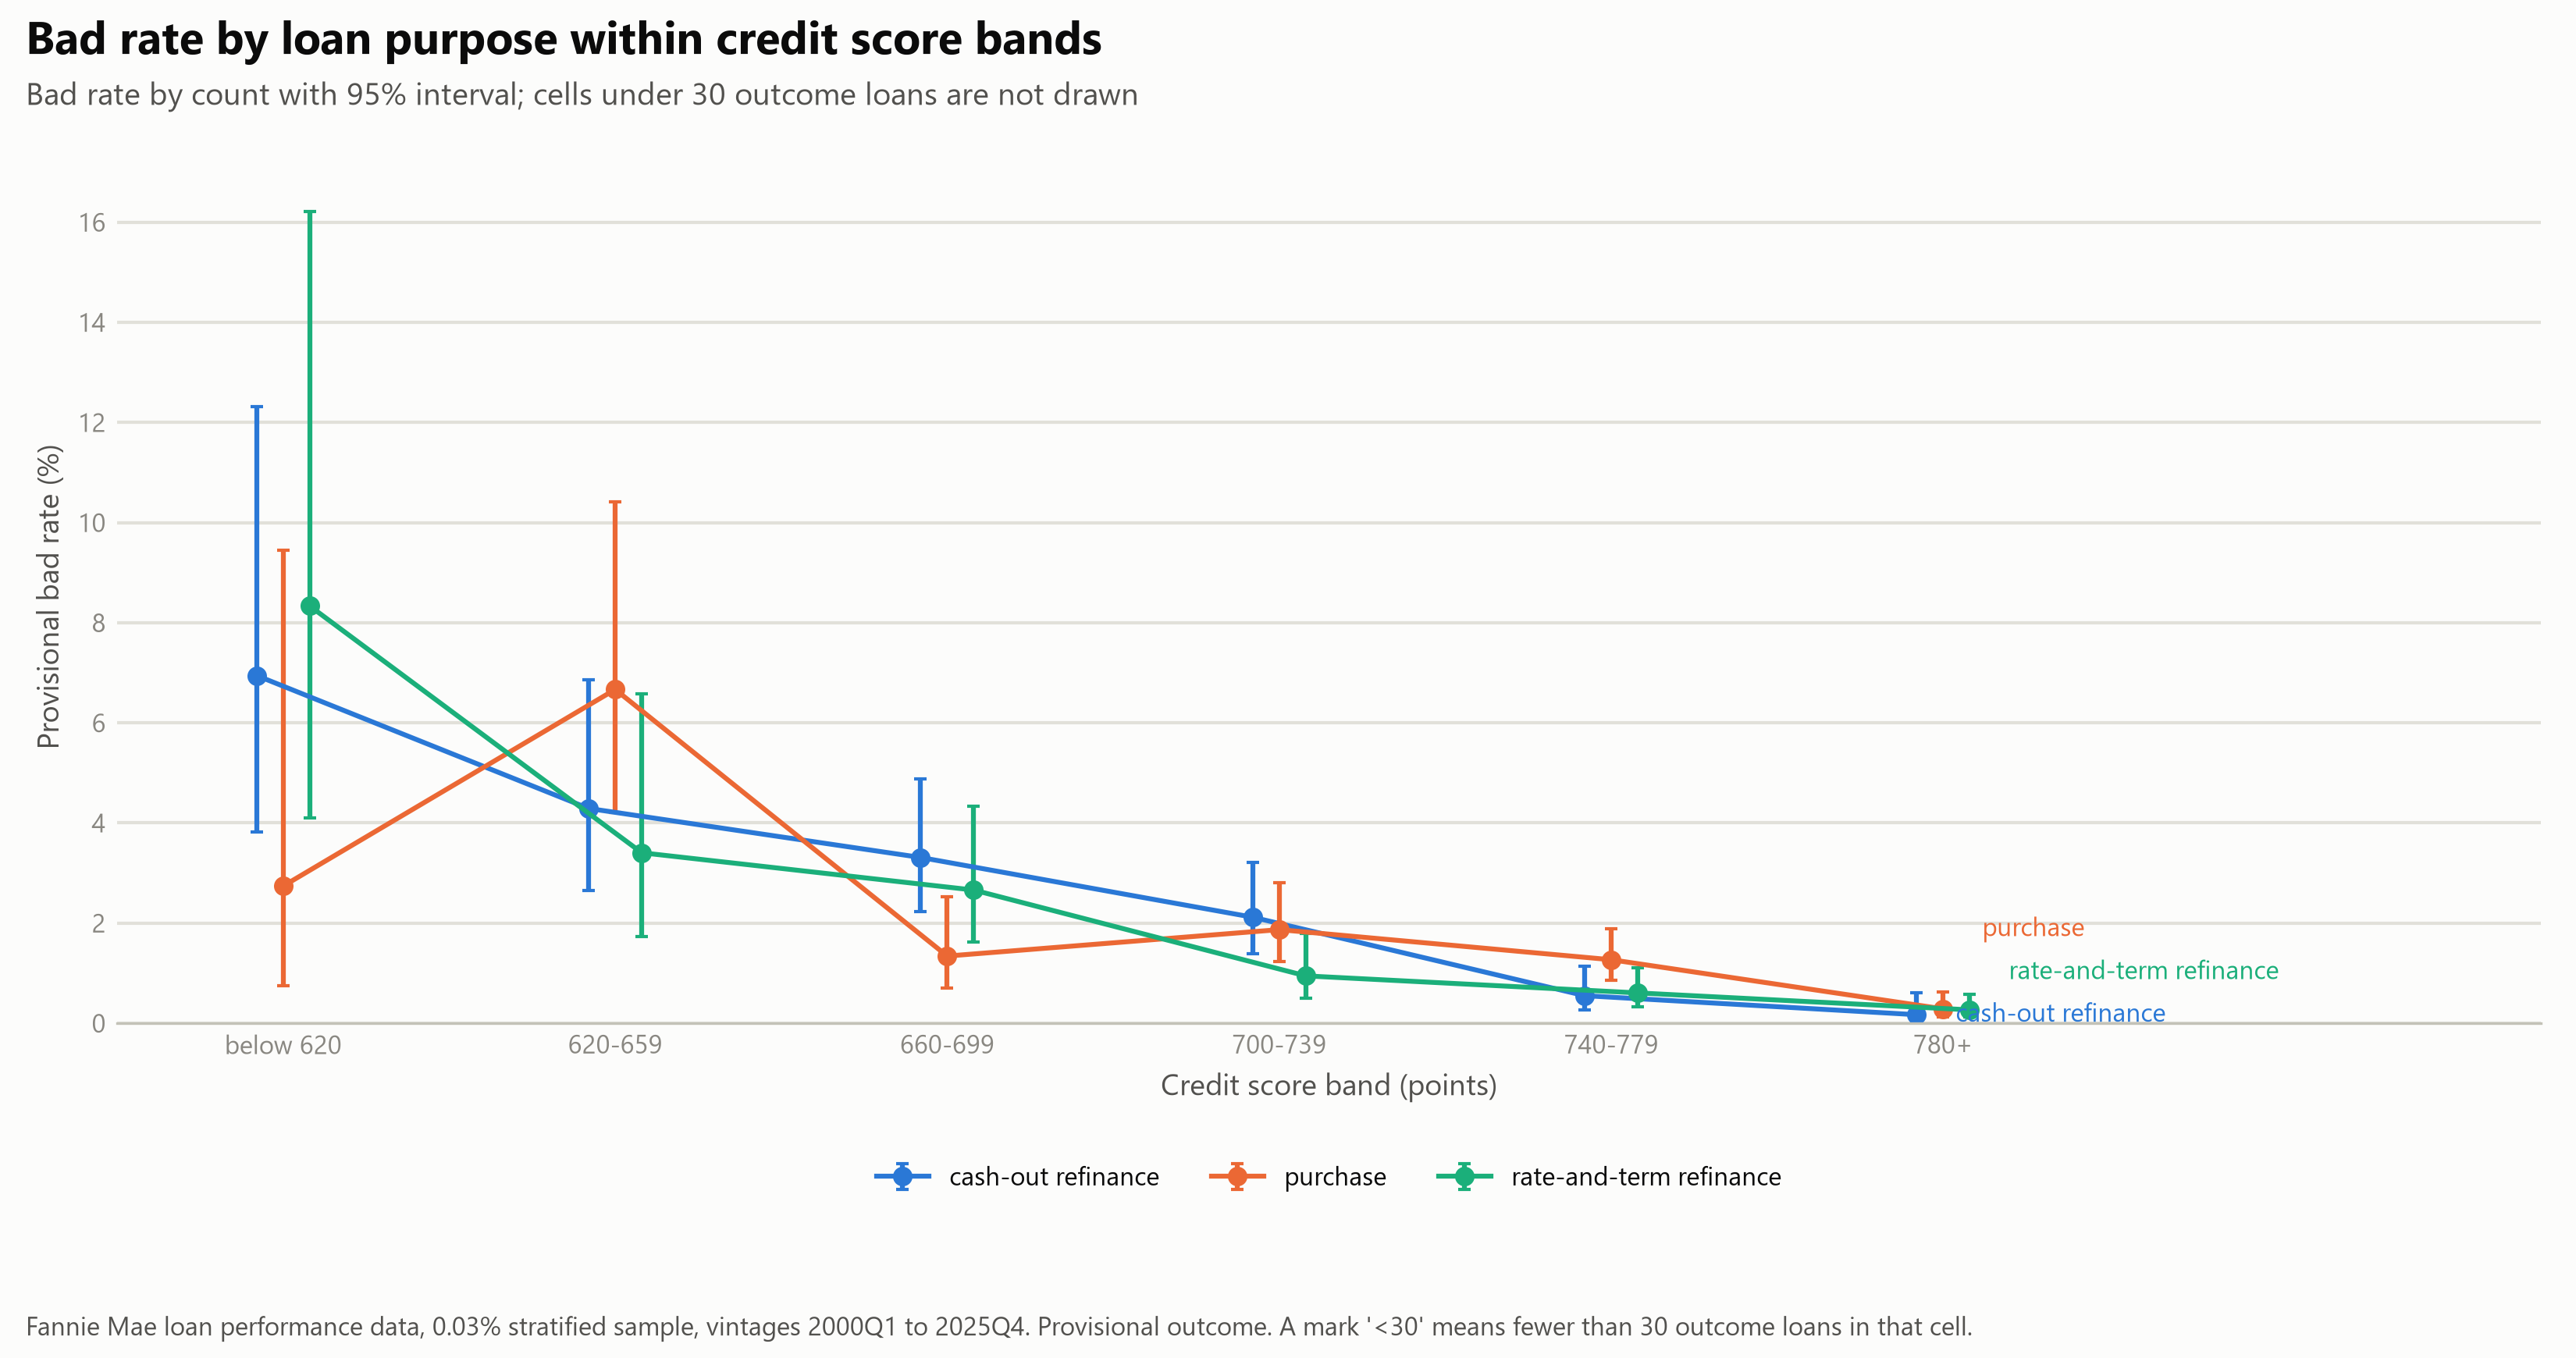 Bad rate by loan purpose within credit score bands
Bad rate by count with 95% interval; cells under 30 outcome loans are not drawn
16
14
12
10
8
6
4
2
0
Provisional bad rate (%)
purchase
rate-and-term refinance
cash-out refinance
below 620
620-659
660-699
700-739
740-779
780+
Credit score band (points)
cash-out refinance
purchase
rate-and-term refinance
Fannie Mae loan performance data, 0.03% stratified sample, vintages 2000Q1 to 2025Q4. Provisional outcome. A mark '<30' means fewer than 30 outcome loans in that cell.